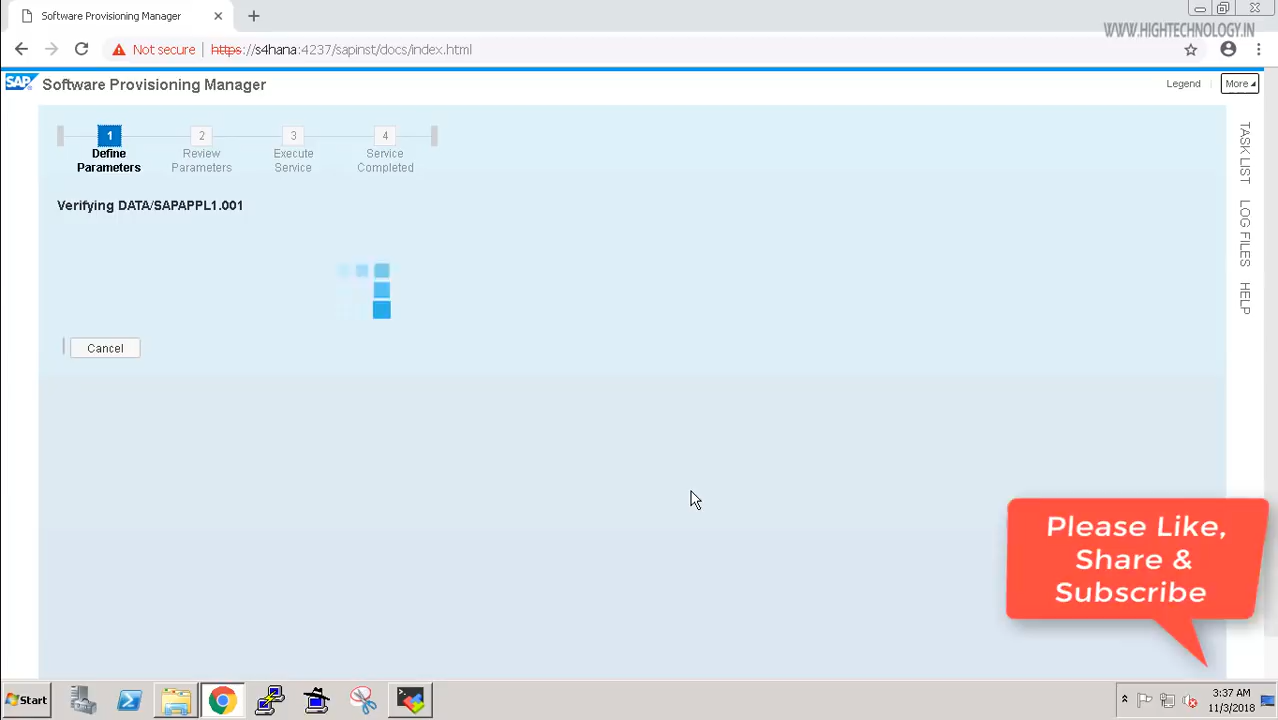 Software Provisioning Manager
WWW.HIGHTECHNOLOGY.IN
Not secure
https://s4hana:4237/sapinst/docs/index.html
SAP
Software Provisioning Manager
Legend
More
1
Define
Parameters
2
Review
Parameters
3
Execute
Service
4
Service
Completed
TASK LIST
LOG FILES
HELP
Verifying DATA/SAPAPPL1.001
Cancel
Please Like,
Share &
Subscribe
Start
3:37 AM
11/3/2018